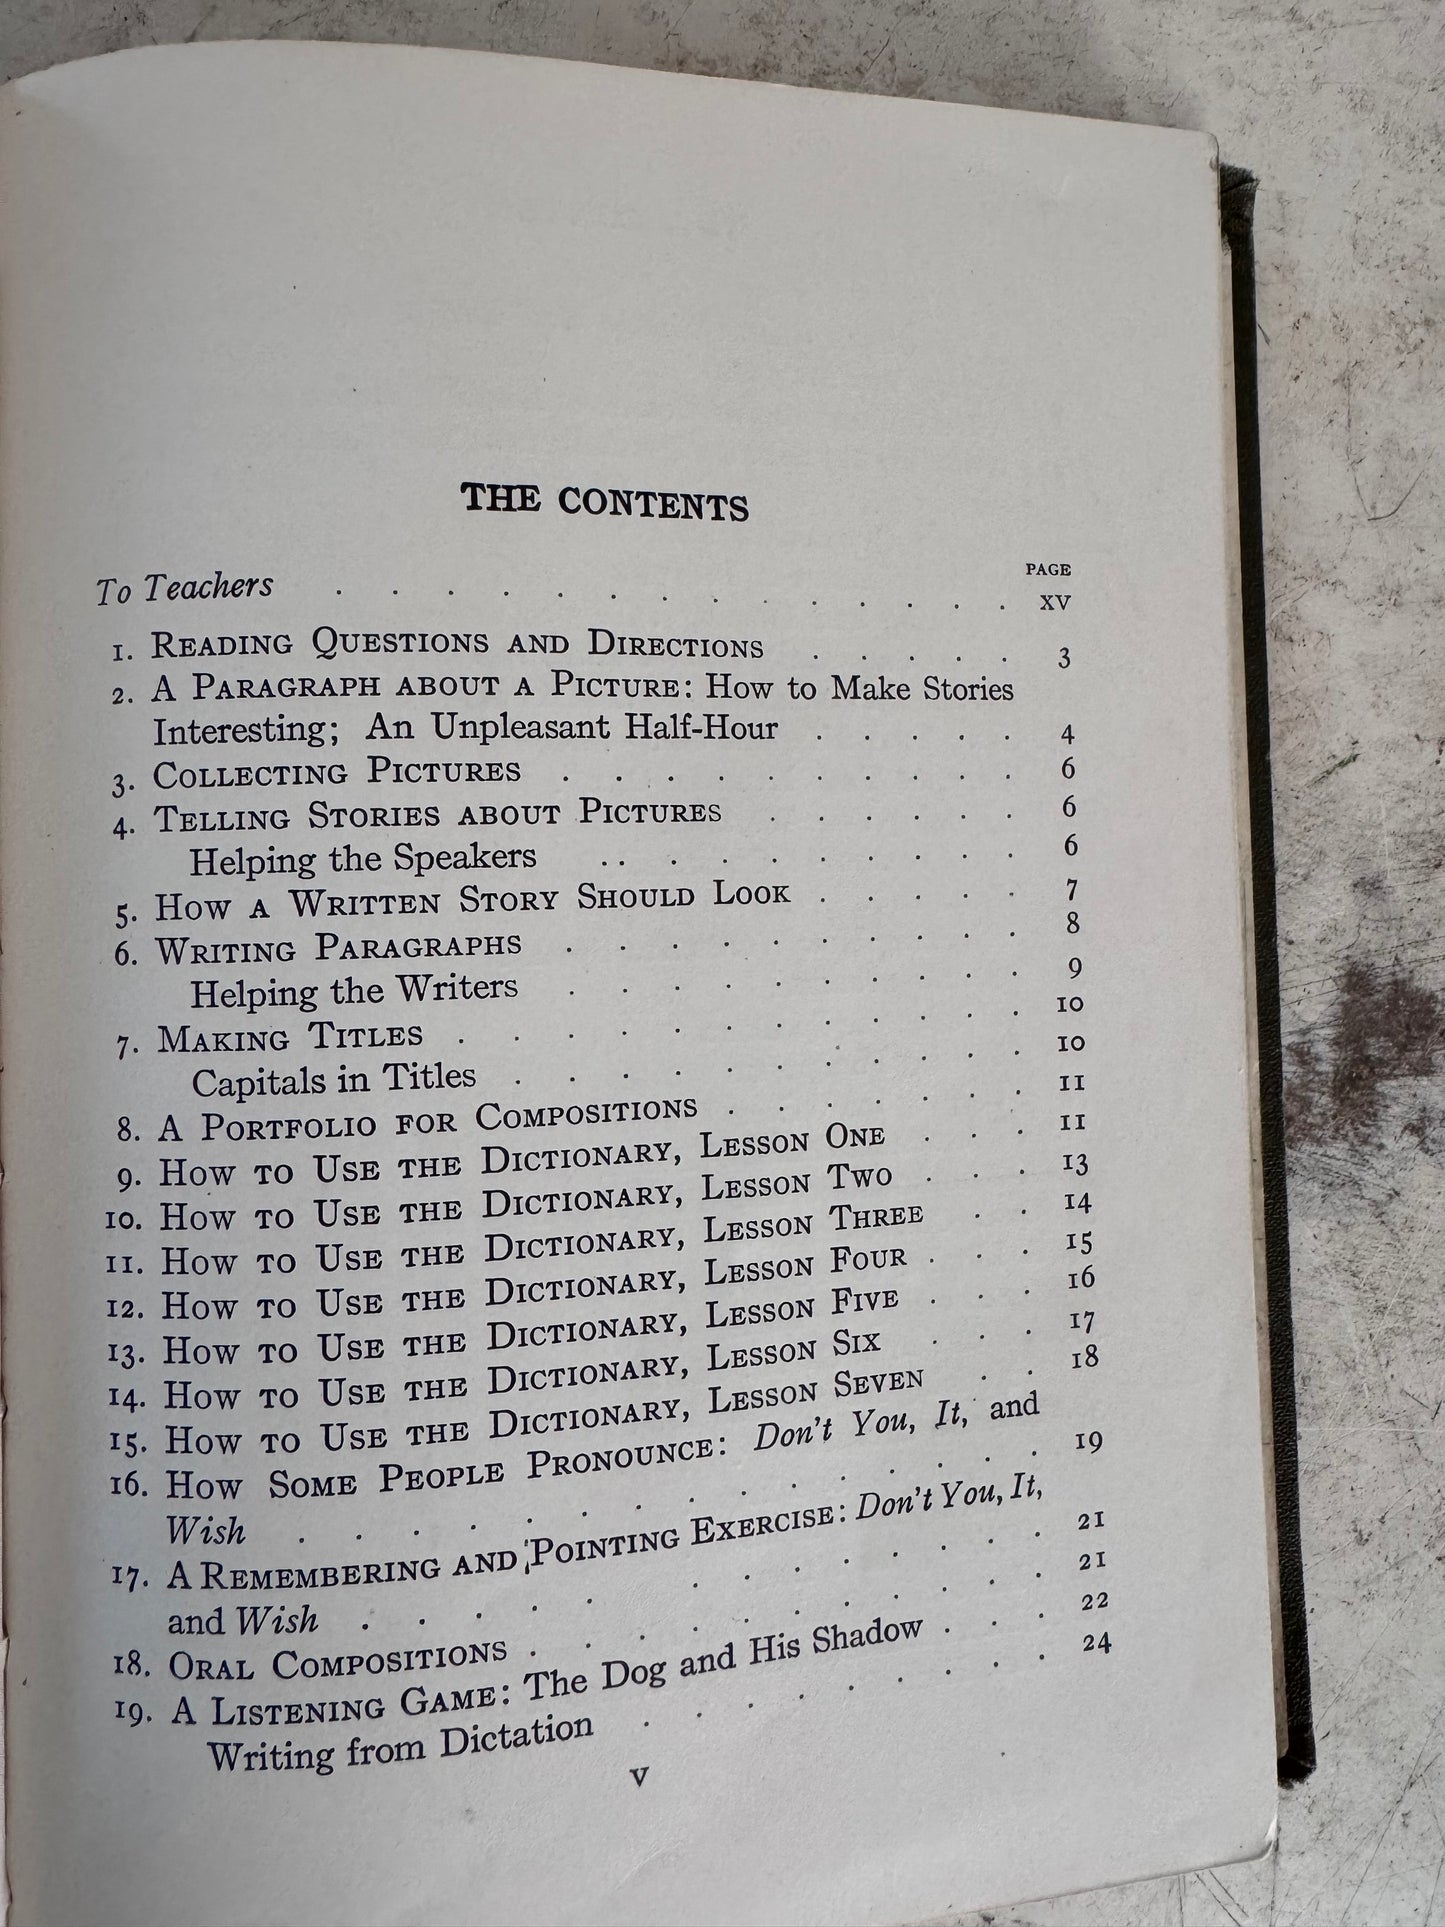 THE CONTENTS
PAGE
To Teachers . . . . . . . . . . . . . XV
1. READING QUESTIONS AND DIRECTIONS . . . . . 3
2. A PARAGRAPH ABOUT A PICTURE: How to Make Stories
Interesting; An Unpleasant Half-Hour . . . . . 4
3. COLLECTING PICTURES . . . . . . . . . 6
4. TELLING STORIES ABOUT PICTURES . . . . . . 6
Helping the Speakers . . . . . . . . . 6
5. HOW A WRITTEN STORY SHOULD LOOK . . . . . 7
6. WRITING PARAGRAPHS . . . . . . . . . 8
Helping the Writers . . . . . . . . . 9
7. MAKING TITLES . . . . . . . . . . . 10
Capitals in Titles . . . . . . . . . . 10
8. A PORTFOLIO FOR COMPOSITIONS . . . . . . . 11
9. HOW TO USE THE DICTIONARY, LESSON ONE . . . 11
10. HOW TO USE THE DICTIONARY, LESSON TWO . . . 13
11. HOW TO USE THE DICTIONARY, LESSON THREE . . 14
12. HOW TO USE THE DICTIONARY, LESSON FOUR . . . 15
13. HOW TO USE THE DICTIONARY, LESSON FIVE . . . 16
14. HOW TO USE THE DICTIONARY, LESSON SIX . . . 17
15. HOW TO USE THE DICTIONARY, LESSON SEVEN . . 18
16. HOW SOME PEOPLE PRONOUNCE: Don't You, It, and
Wish . . . . . . . . . . . . . 19
17. A REMEMBERING AND POINTING EXERCISE: Don't You, It,
and Wish . . . . . . . . . . . . 21
18. ORAL COMPOSITIONS . . . . . . . . . . 21
19. A LISTENING GAME: The Dog and His Shadow . . . 22
Writing from Dictation . . . . . . . . . 24
V